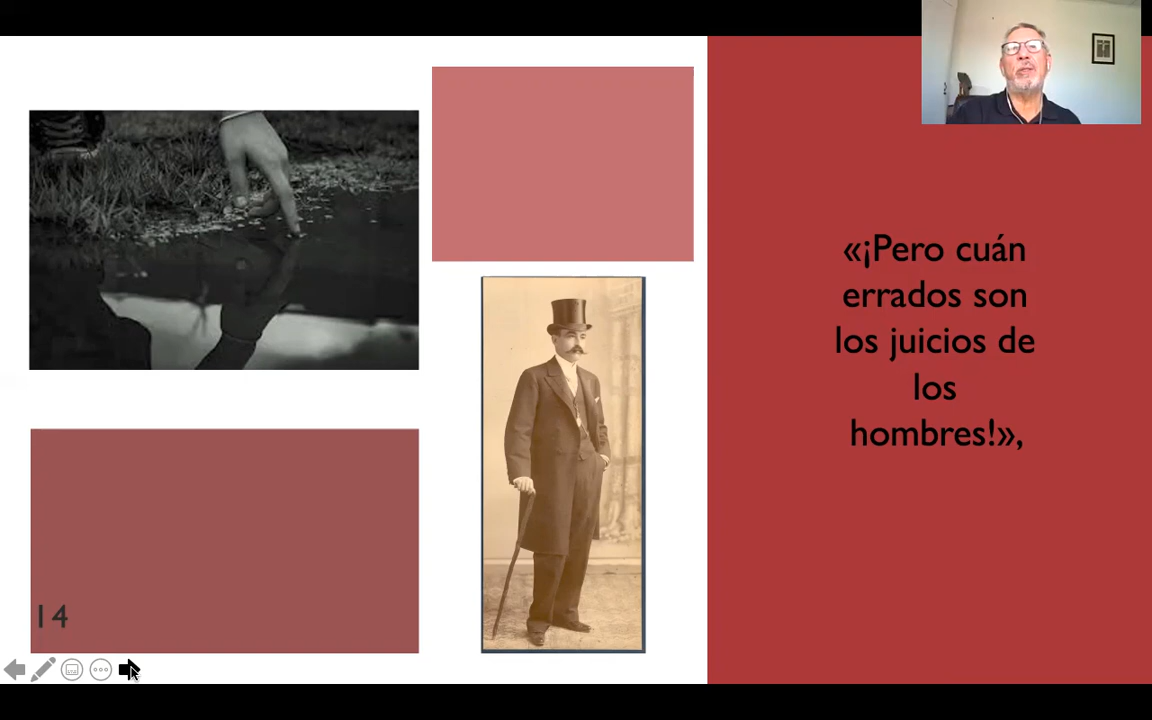 «¡Pero cuán
errados son
los juicios de
los
hombres!»,
14